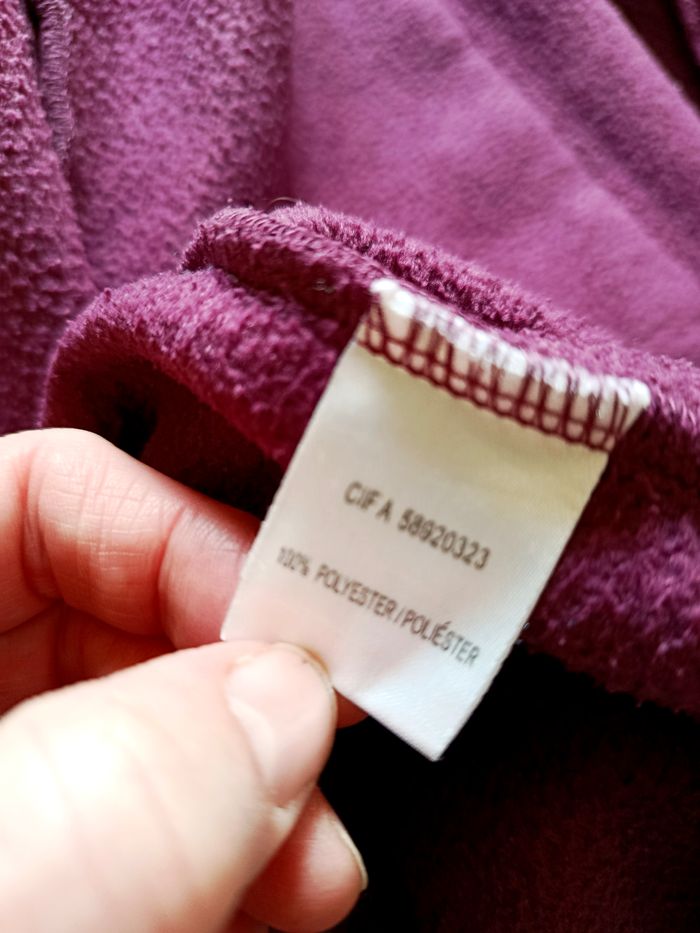 CIF A 58920323
100% POLYESTER / POLIÉSTER